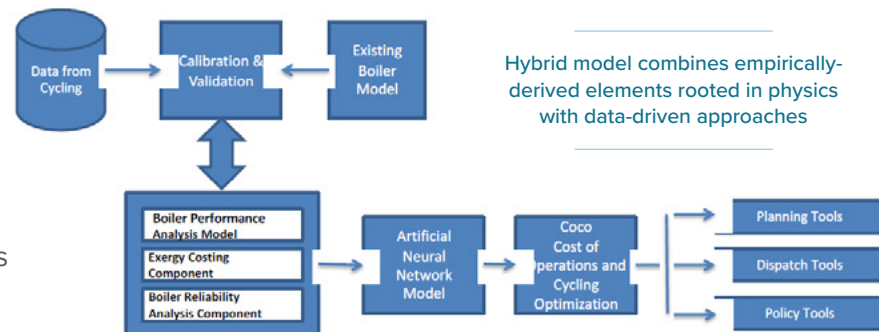 Data from
Cycling
Calibration &
Validation
Existing
Boiler
Model
Hybrid model combines empirically-
derived elements rooted in physics
with data-driven approaches
s
Boiler Performance
Analysis Model
Exergy Costing
Component
Boiler Reliability
Analysis Component
Artificial
Neural
Network
Model
Coco
Cost of
Operations and
Cycling
Optimization
Planning Tools
Dispatch Tools
Policy Tools